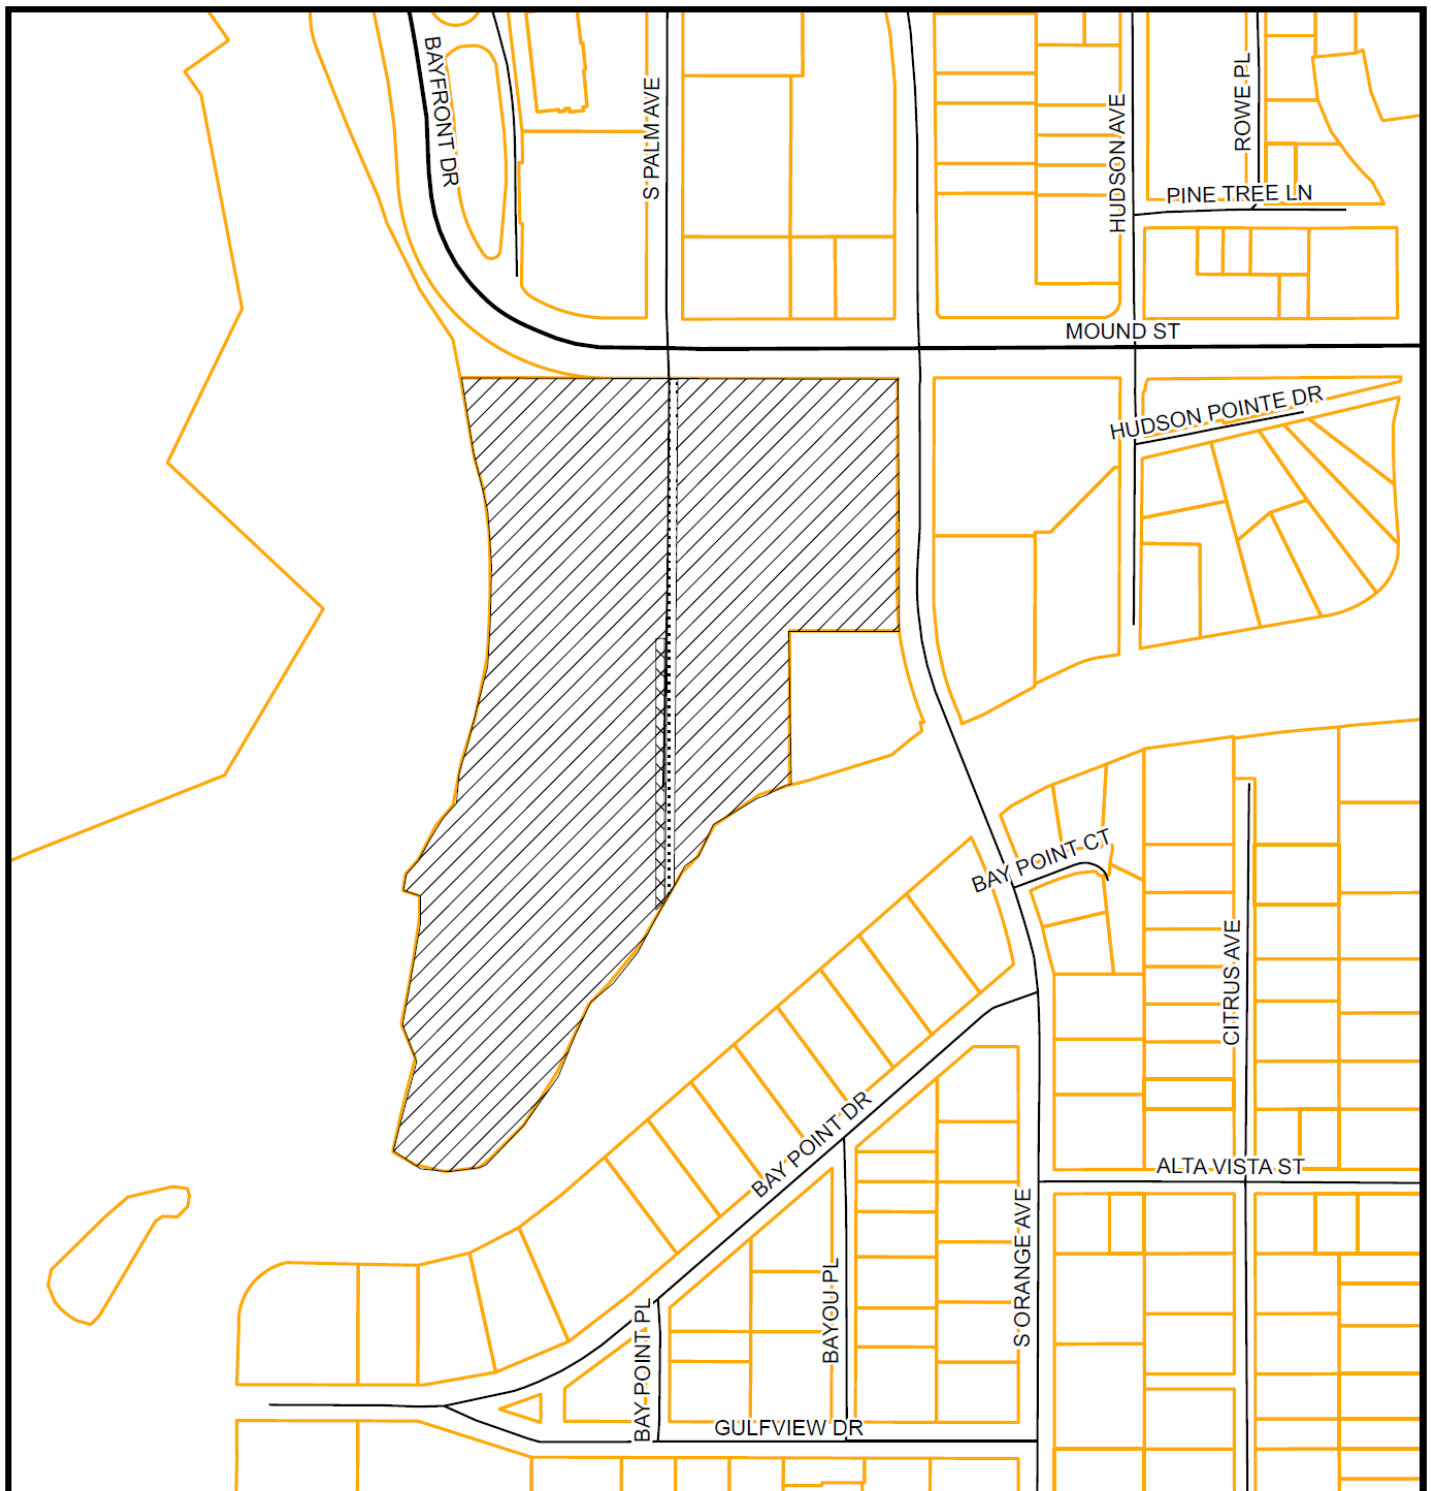 BAYFRONT DR
S PALM AVE
HUDSON AVE
ROWE PL
PINE TREE LN
MOUND ST
HUDSON POINTE DR
BAY POINT CT
CITRUS AVE
BAY POINT DR
ALTA VISTA ST
S ORANGE AVE
BAYOU PL
BAY POINT PL
GULFVIEW DR